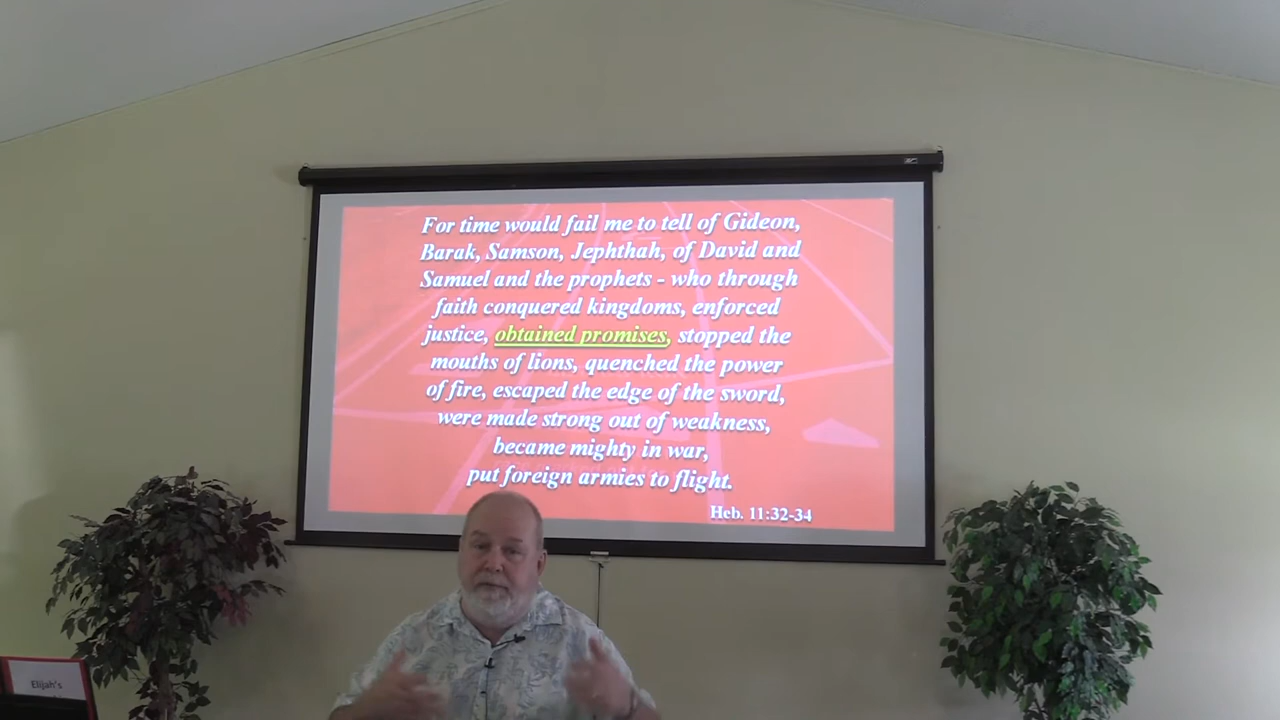 For time would fail me to tell of Gideon,
Barak, Samson, Jephthah, of David and
Samuel and the prophets - who through
faith conquered kingdoms, enforced
justice, obtained promises, stopped the
mouths of lions, quenched the power
of fire, escaped the edge of the sword,
were made strong out of weakness,
became mighty in war,
put foreign armies to flight.
Heb. 11:32-34
Elijah's